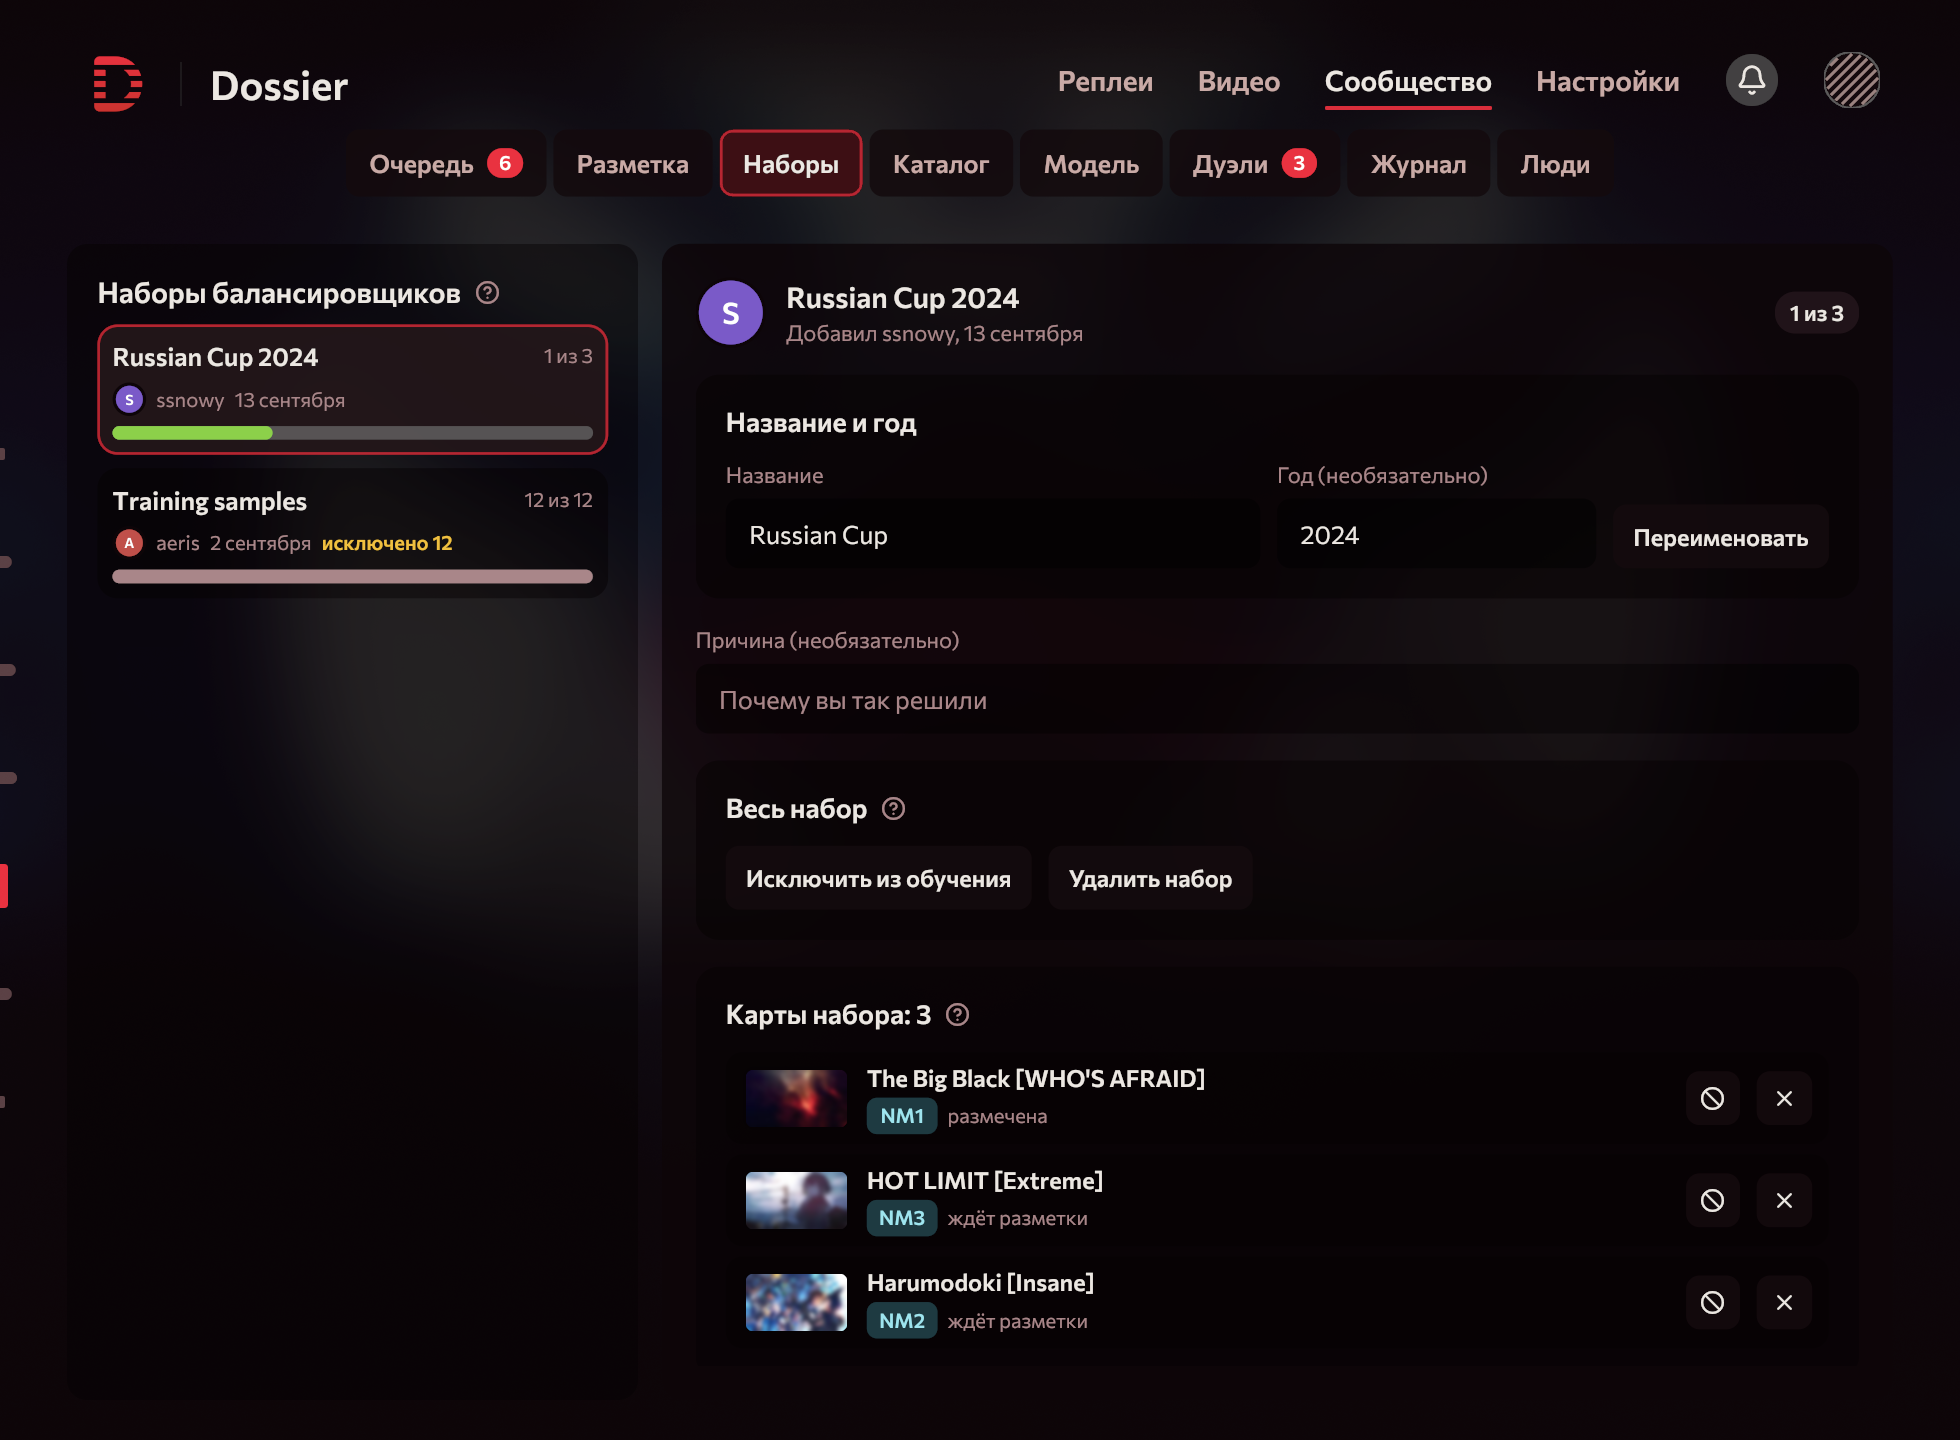 Dossier
Реплеи Видео Сообщество Настройки
Очередь 6 Разметка Наборы Каталог Модель Дуэли 3 Журнал Люди
Наборы балансировщиков ?
Russian Cup 2024 1 из 3
S ssnowy 13 сентября
Training samples 12 из 12
A aeris 2 сентября исключено 12
S Russian Cup 2024
Добавил ssnowy, 13 сентября
1 из 3
Название и год
Название Год (необязательно)
Russian Cup 2024 Переименовать
Причина (необязательно)
Почему вы так решили
Весь набор ?
Исключить из обучения Удалить набор
Карты набора: 3 ?
The Big Black [WHO'S AFRAID]
NM1 размечена
HOT LIMIT [Extreme]
NM3 ждёт разметки
Harumodoki [Insane]
NM2 ждёт разметки